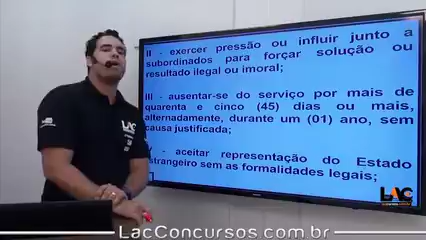 II - exercer pressão ou influir junto a
subordinados para forçar solução ou
resultado ilegal ou imoral;
III - ausentar-se do serviço por mais de
quarenta e cinco (45) dias ou mais,
alternadamente, durante um (01) ano, sem
causa justificada;
- aceitar representação do Estado
estrangeiro sem as formalidades legais;
LAC
LAC
LacConcursos.com.br